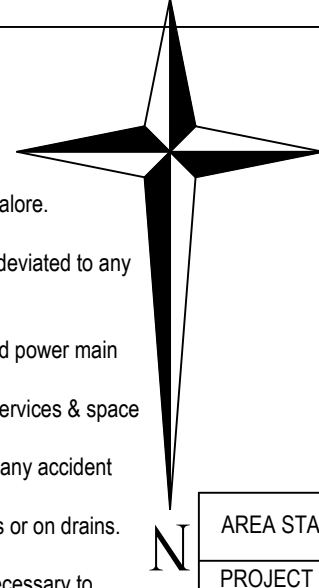 alore.
deviated to any
d power main
ervices & space
any accident
s or on drains.
N
AREA STA
ecessary to
PROJECT